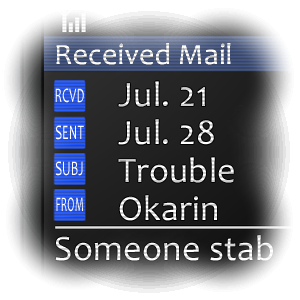 Received Mail
RCVD Jul. 21
SENT Jul. 28
SUBJ Trouble
FROM Okarin
Someone stab